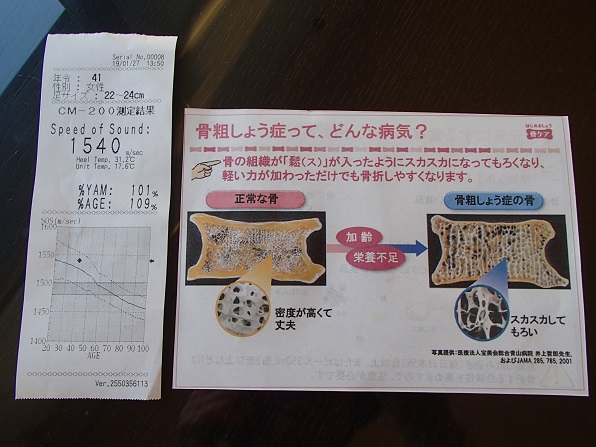 Serial No.00008
19/01/27 13:50
年令: 41
性別: 女性
足サイズ: 22～24cm
CM-200測定結果
Speed of Sound:
1540 m/sec
Heel Temp. 31.2℃
Unit Temp. 17.6℃
%YAM: 101%
%AGE: 109%
SOS(m/sec)
1600
1550
1500
1450
1400
20 30 40 50 60 70 80 90 100
AGE
Ver.2550356113
骨粗しょう症って、どんな病気？
はじめましょう
骨ケア
骨の組織が「鬆(ス)」が入ったようにスカスカになってもろくなり、
軽い力が加わっただけでも骨折しやすくなります。
正常な骨
加齢
栄養不足
骨粗しょう症の骨
密度が高くて
丈夫
スカスカして
もろい
写真提供:医療法人宝美会総合青山病院 井上哲郎先生,
およびJAMA 285, 785, 2001